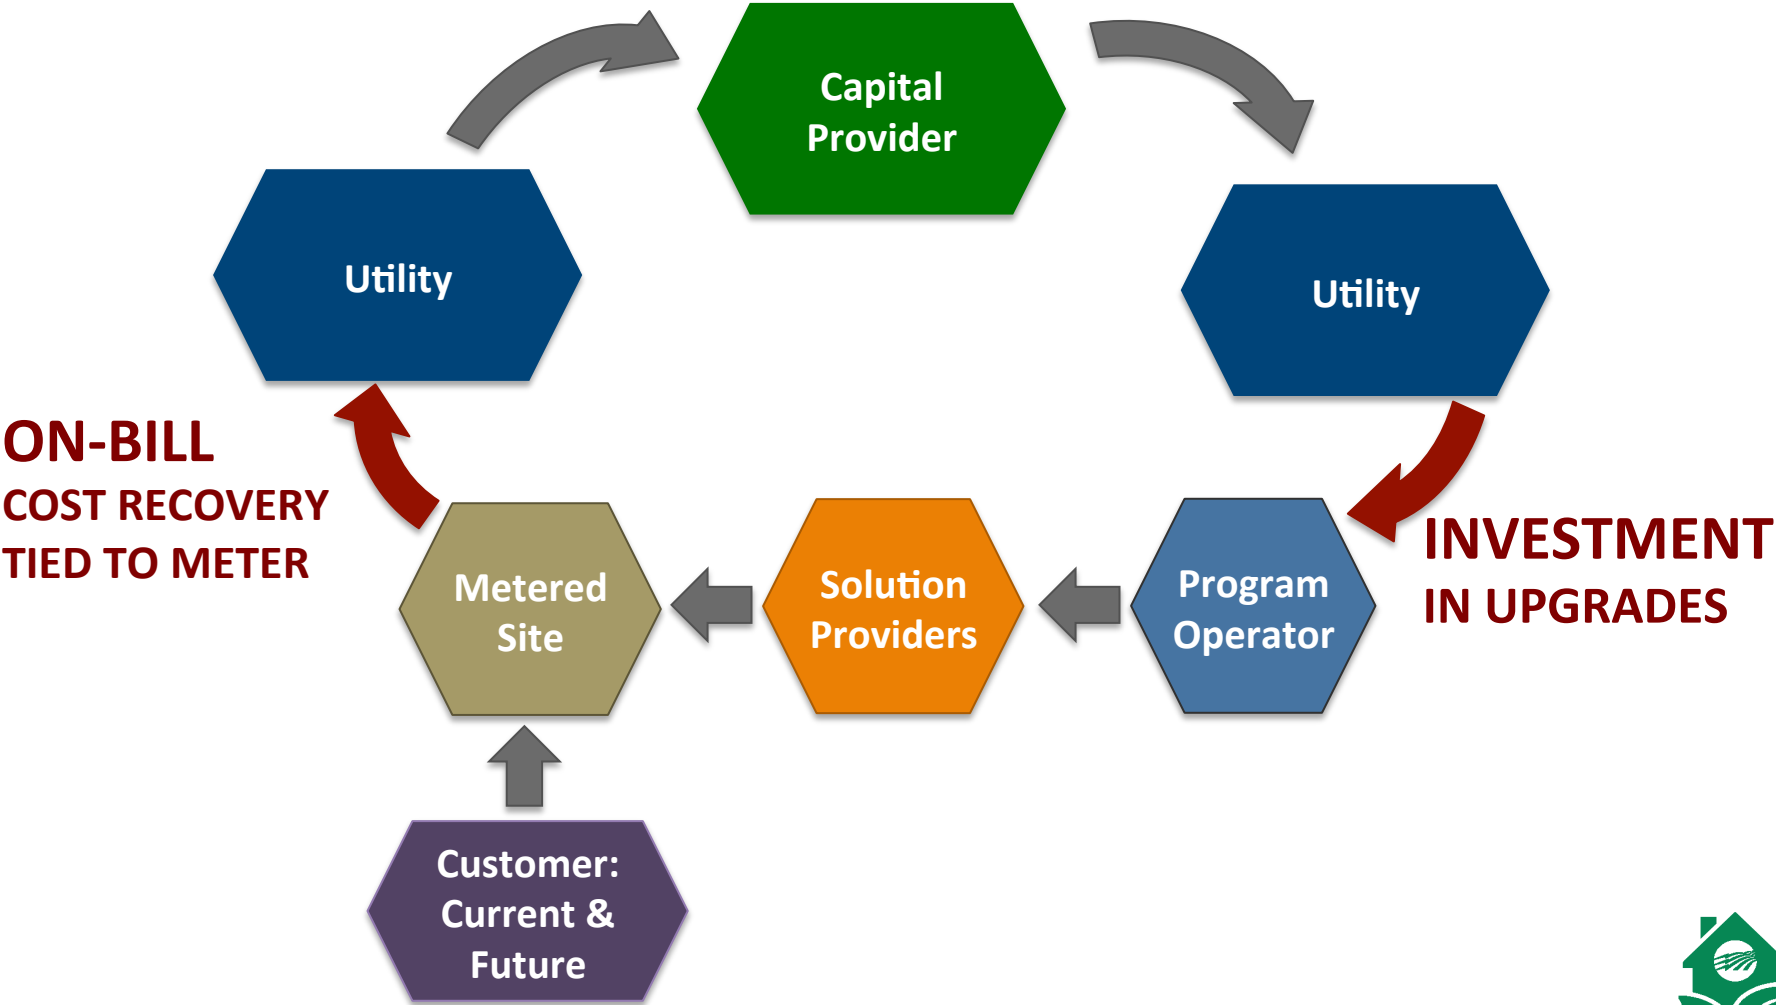 Capital
Provider
Utility
Utility
ON-BILL
COST RECOVERY
TIED TO METER
INVESTMENT
IN UPGRADES
Metered
Site
Solution
Providers
Program
Operator
Customer:
Current &
Future